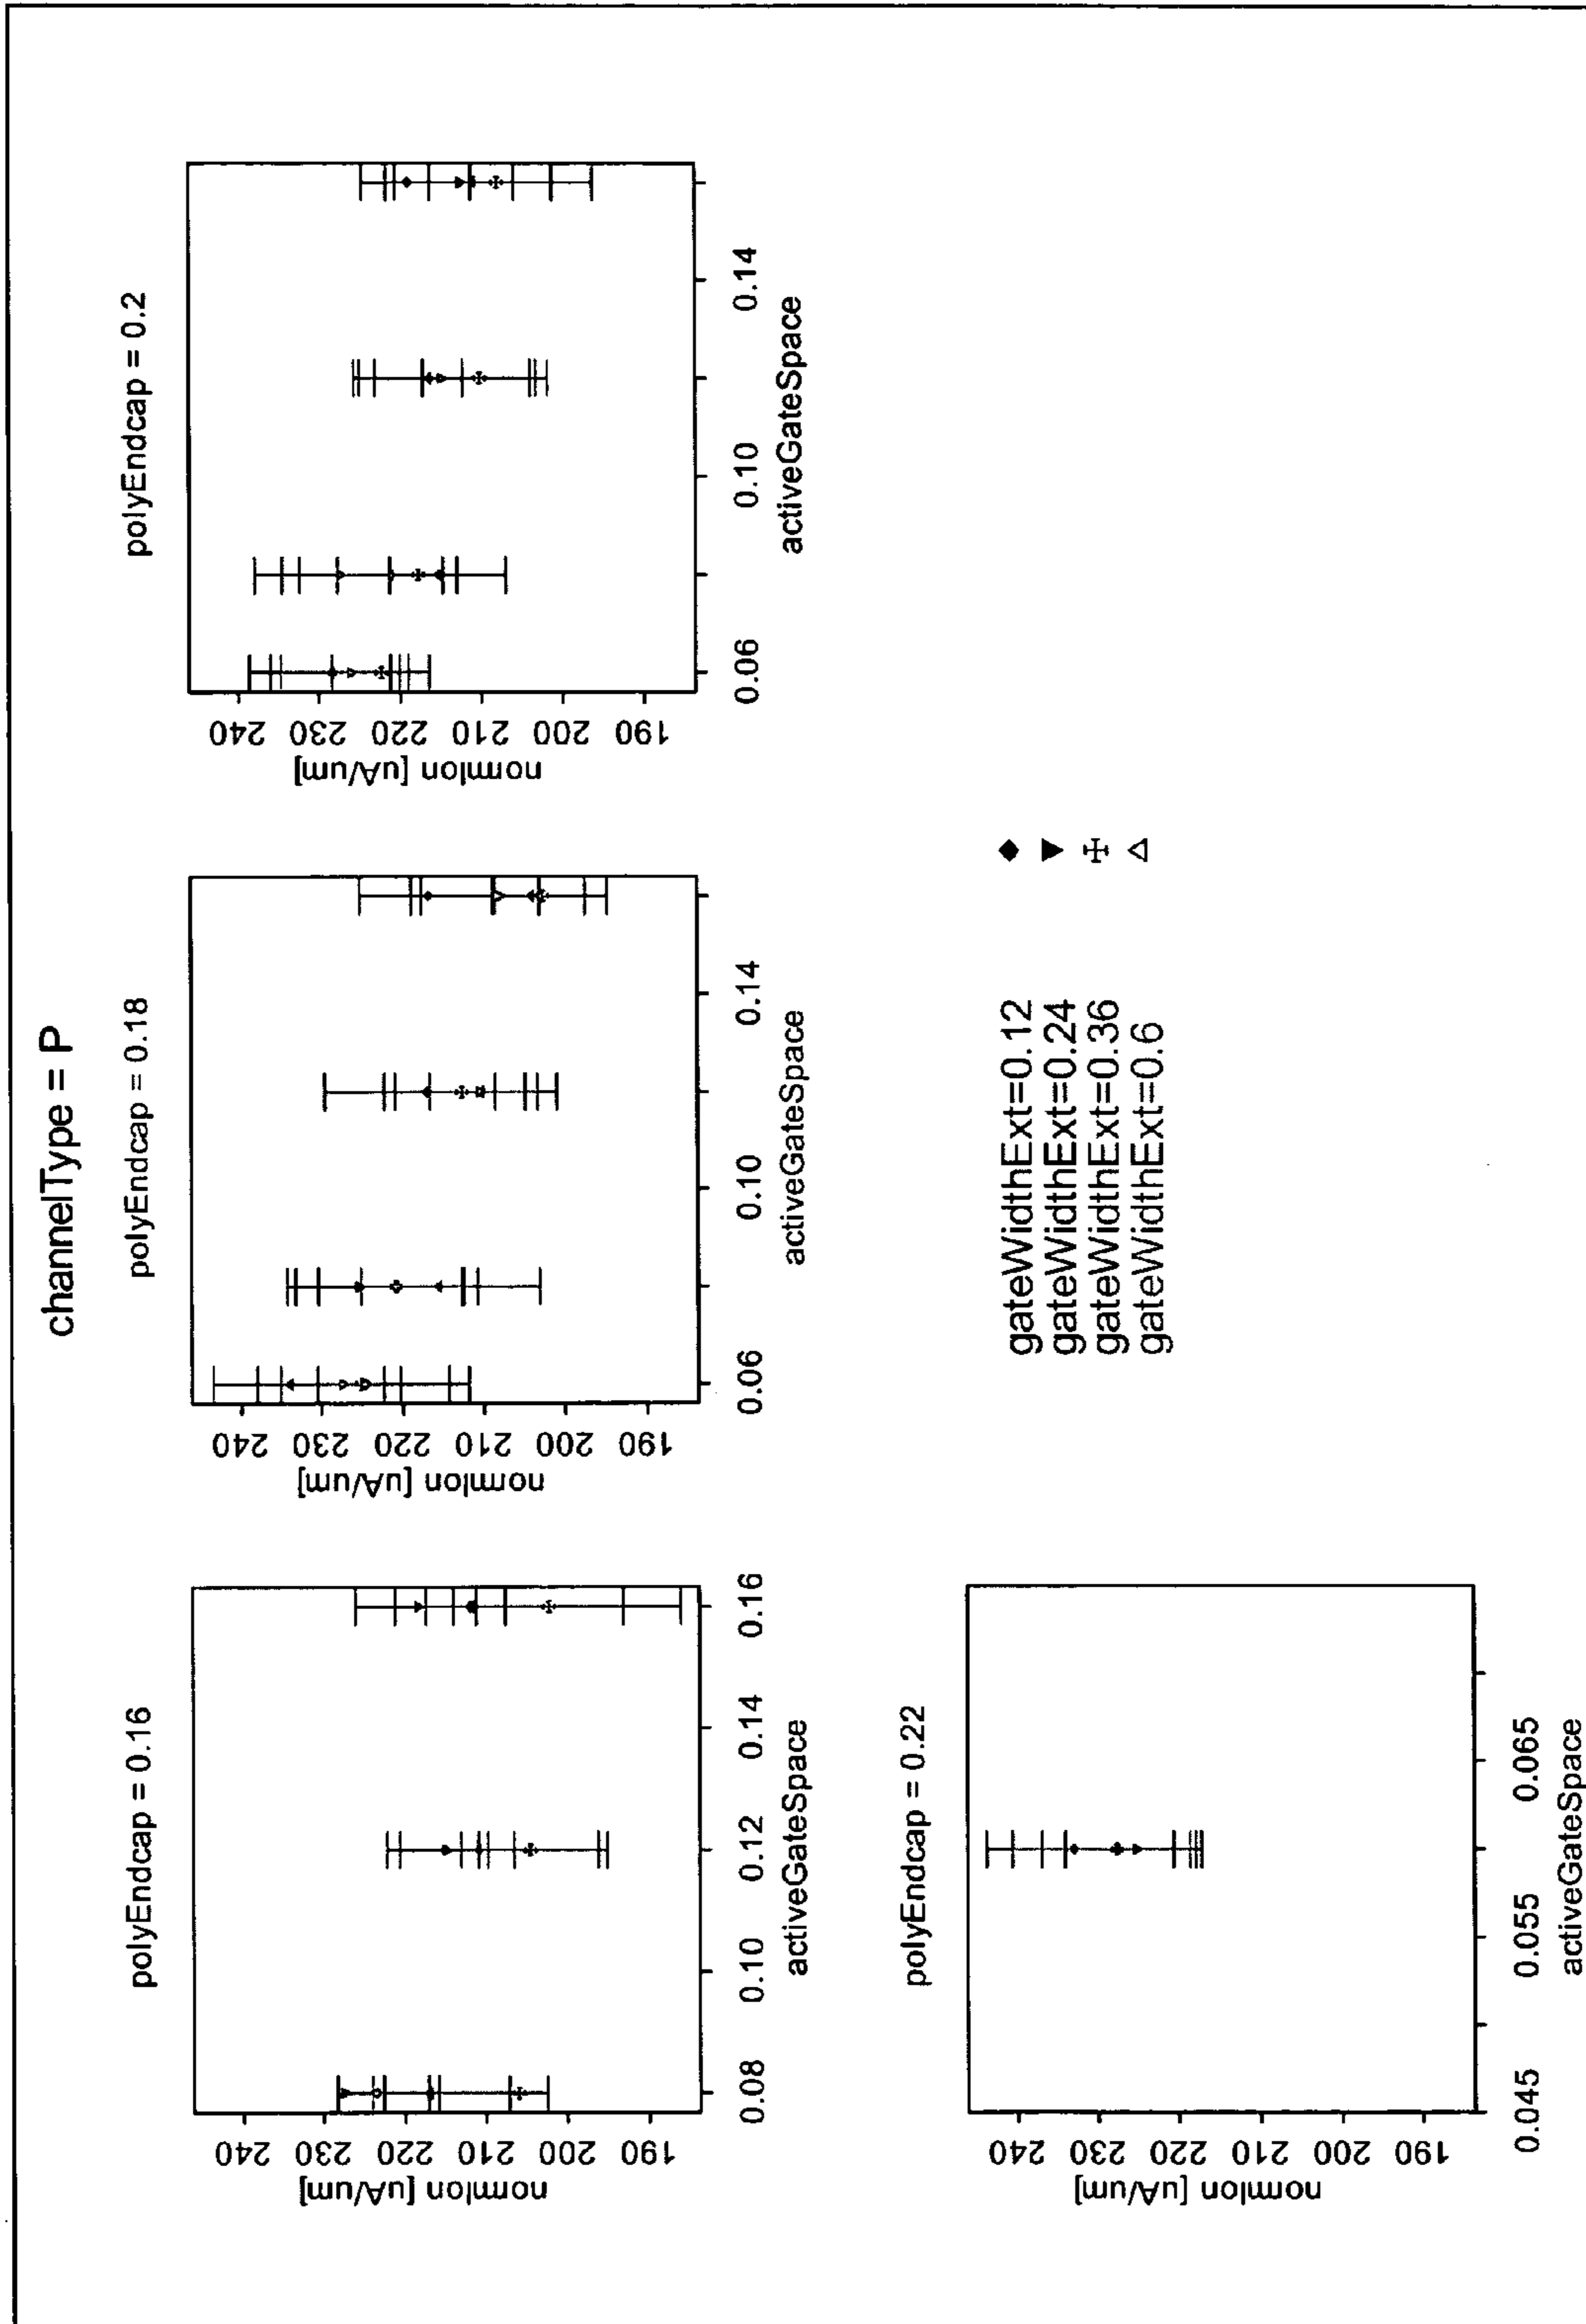 channelType = P
polyEndcap = 0.16
normIon [uA/um]
240
230
220
210
200
190
0.08
0.10
0.12
0.14
0.16
activeGateSpace
polyEndcap = 0.18
normIon [uA/um]
240
230
220
210
200
190
0.06
0.10
0.14
activeGateSpace
polyEndcap = 0.2
normIon [uA/um]
240
230
220
210
200
190
0.06
0.10
0.14
activeGateSpace
polyEndcap = 0.22
normIon [uA/um]
240
230
220
210
200
190
0.045
0.055
0.065
activeGateSpace
gateWidthExt=0.12
gateWidthExt=0.24
gateWidthExt=0.36
gateWidthExt=0.6